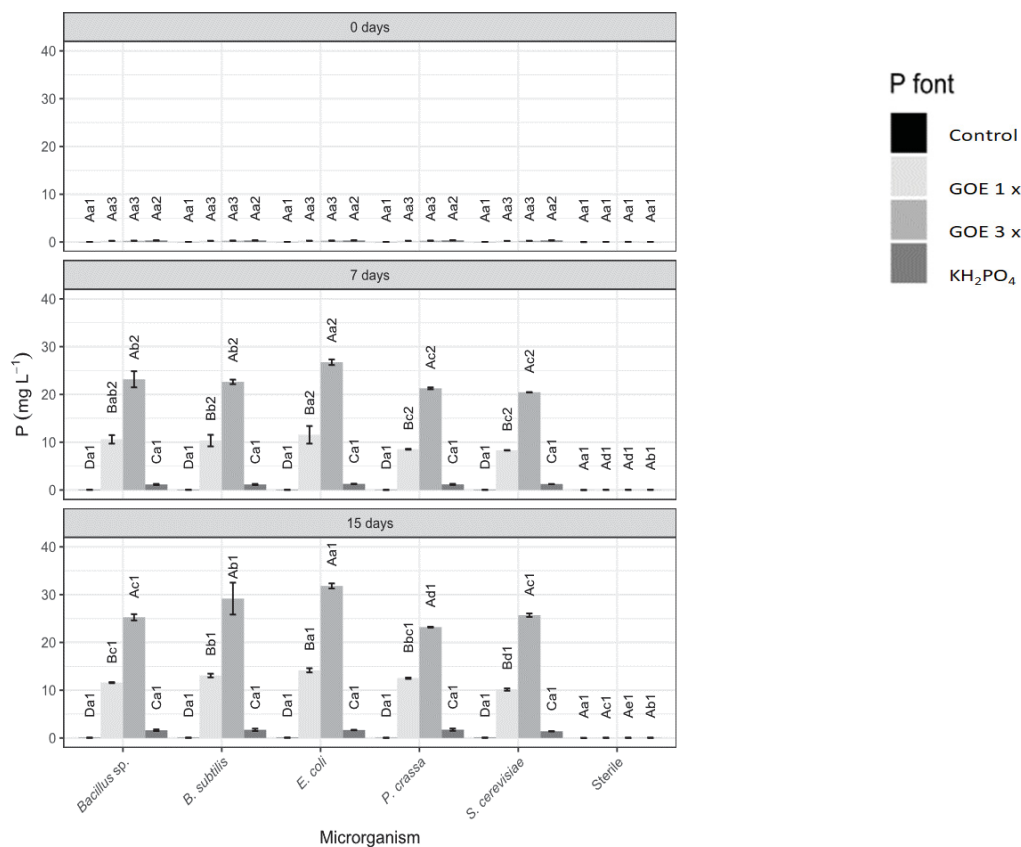 0 days
40
30
20
10
0
Aa1 Aa3 Aa3 Aa2 Aa1 Aa3 Aa3 Aa2 Aa1 Aa3 Aa3 Aa2 Aa1 Aa3 Aa3 Aa2 Aa1 Aa3 Aa3 Aa2 Aa1 Aa1 Aa1 Aa1
7 days
40
30
20
10
0
Da1 Bab2 Ab2 Ca1 Da1 Bb2 Ab2 Ca1 Da1 Ba2 Aa2 Ca1 Da1 Bc2 Ac2 Ca1 Da1 Bc2 Ac2 Ca1 Aa1 Ad1 Ad1 Ab1
15 days
40
30
20
10
0
Da1 Bc1 Ac1 Ca1 Da1 Bb1 Ab1 Ca1 Da1 Ba1 Aa1 Ca1 Da1 Bbc1 Ad1 Ca1 Da1 Bd1 Ac1 Ca1 Aa1 Ac1 Ae1 Ab1
P (mg L⁻¹)
Bacillus sp.
B. subtilis
E. coli
P. crassa
S. cerevisiae
Sterile
Microrganism
P font
Control
GOE 1 x
GOE 3 x
KH₂PO₄